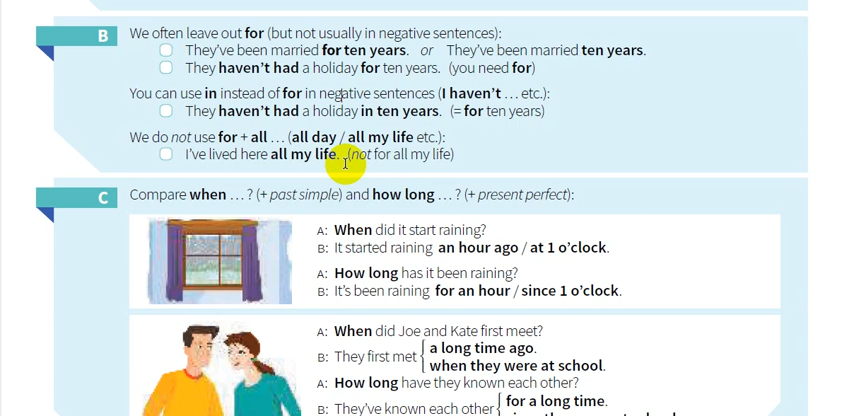 B
We often leave out for (but not usually in negative sentences):
They've been married for ten years. or They've been married ten years.
They haven't had a holiday for ten years. (you need for)
You can use in instead of for in negative sentences (I haven't … etc.):
They haven't had a holiday in ten years. (= for ten years)
We do not use for + all … (all day / all my life etc.):
I've lived here all my life. (not for all my life)
C
Compare when … ? (+ past simple) and how long … ? (+ present perfect):
A: When did it start raining?
B: It started raining an hour ago / at 1 o'clock.
A: How long has it been raining?
B: It's been raining for an hour / since 1 o'clock.
A: When did Joe and Kate first meet?
B: They first met { a long time ago.
when they were at school.
A: How long have they known each other?
B: They've known each other { for a long time.